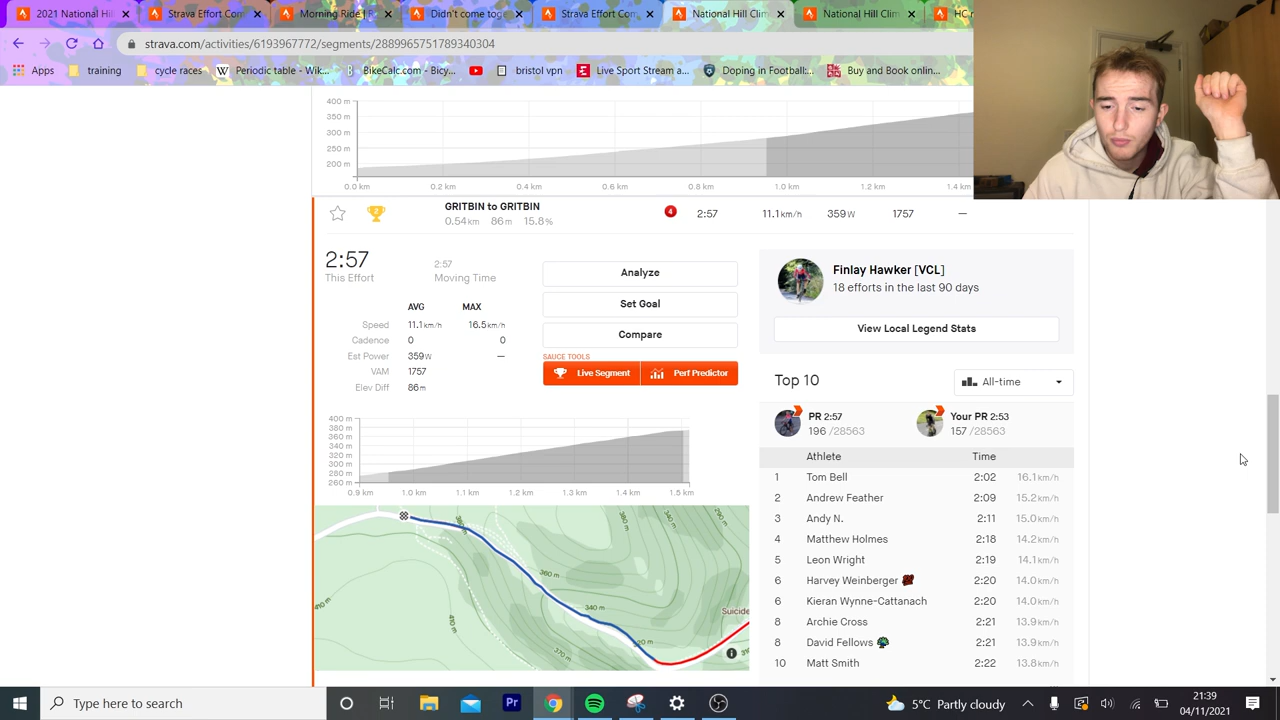 2021 National Hill
Strava Effort Com
Morning Ride |
Didn't come toge
Strava Effort Com
National Hill Clim
National Hill Clim
HC r
strava.com/activities/6193967772/segments/2889965751789340304
Apps
training
cycle races
Periodic table - Wik...
BikeCalc.com - Bicy...
bristol vpn
Live Sport Stream a...
Doping in Football:...
Buy and Book onlin...
400 m
350 m
300 m
250 m
200 m
0.0 km 0.2 km 0.4 km 0.6 km 0.8 km 1.0 km 1.2 km 1.4 km
2 GRITBIN to GRITBIN 4 2:57 11.1km/h 359W 1757 —
0.54km 86m 15.8%
2:57
This Effort
2:57
Moving Time
AVG MAX
Speed 11.1km/h 16.5km/h
Cadence 0 0
Est Power 359W —
VAM 1757
Elev Diff 86m
Analyze
Set Goal
Compare
SAUCE TOOLS
Live Segment
Perf Predictor
Finlay Hawker [VCL]
18 efforts in the last 90 days
View Local Legend Stats
Top 10
All-time
PR 2:57
196 /28563
Your PR 2:53
157 /28563
Athlete Time
1 Tom Bell 2:02 16.1km/h
2 Andrew Feather 2:09 15.2km/h
3 Andy N. 2:11 15.0km/h
4 Matthew Holmes 2:18 14.2km/h
5 Leon Wright 2:19 14.1km/h
6 Harvey Weinberger 2:20 14.0km/h
6 Kieran Wynne-Cattanach 2:20 14.0km/h
8 Archie Cross 2:21 13.9km/h
8 David Fellows 2:21 13.9km/h
10 Matt Smith 2:22 13.8km/h
400 m
380 m
360 m
340 m
320 m
300 m
280 m
260 m
0.9 km 1.0 km 1.1 km 1.2 km 1.3 km 1.4 km 1.5 km
380 m
340 m
360 m
340 m
410 m
370 m
Suicide
Type here to search
Pr
5°C Partly cloudy
21:39
04/11/2021